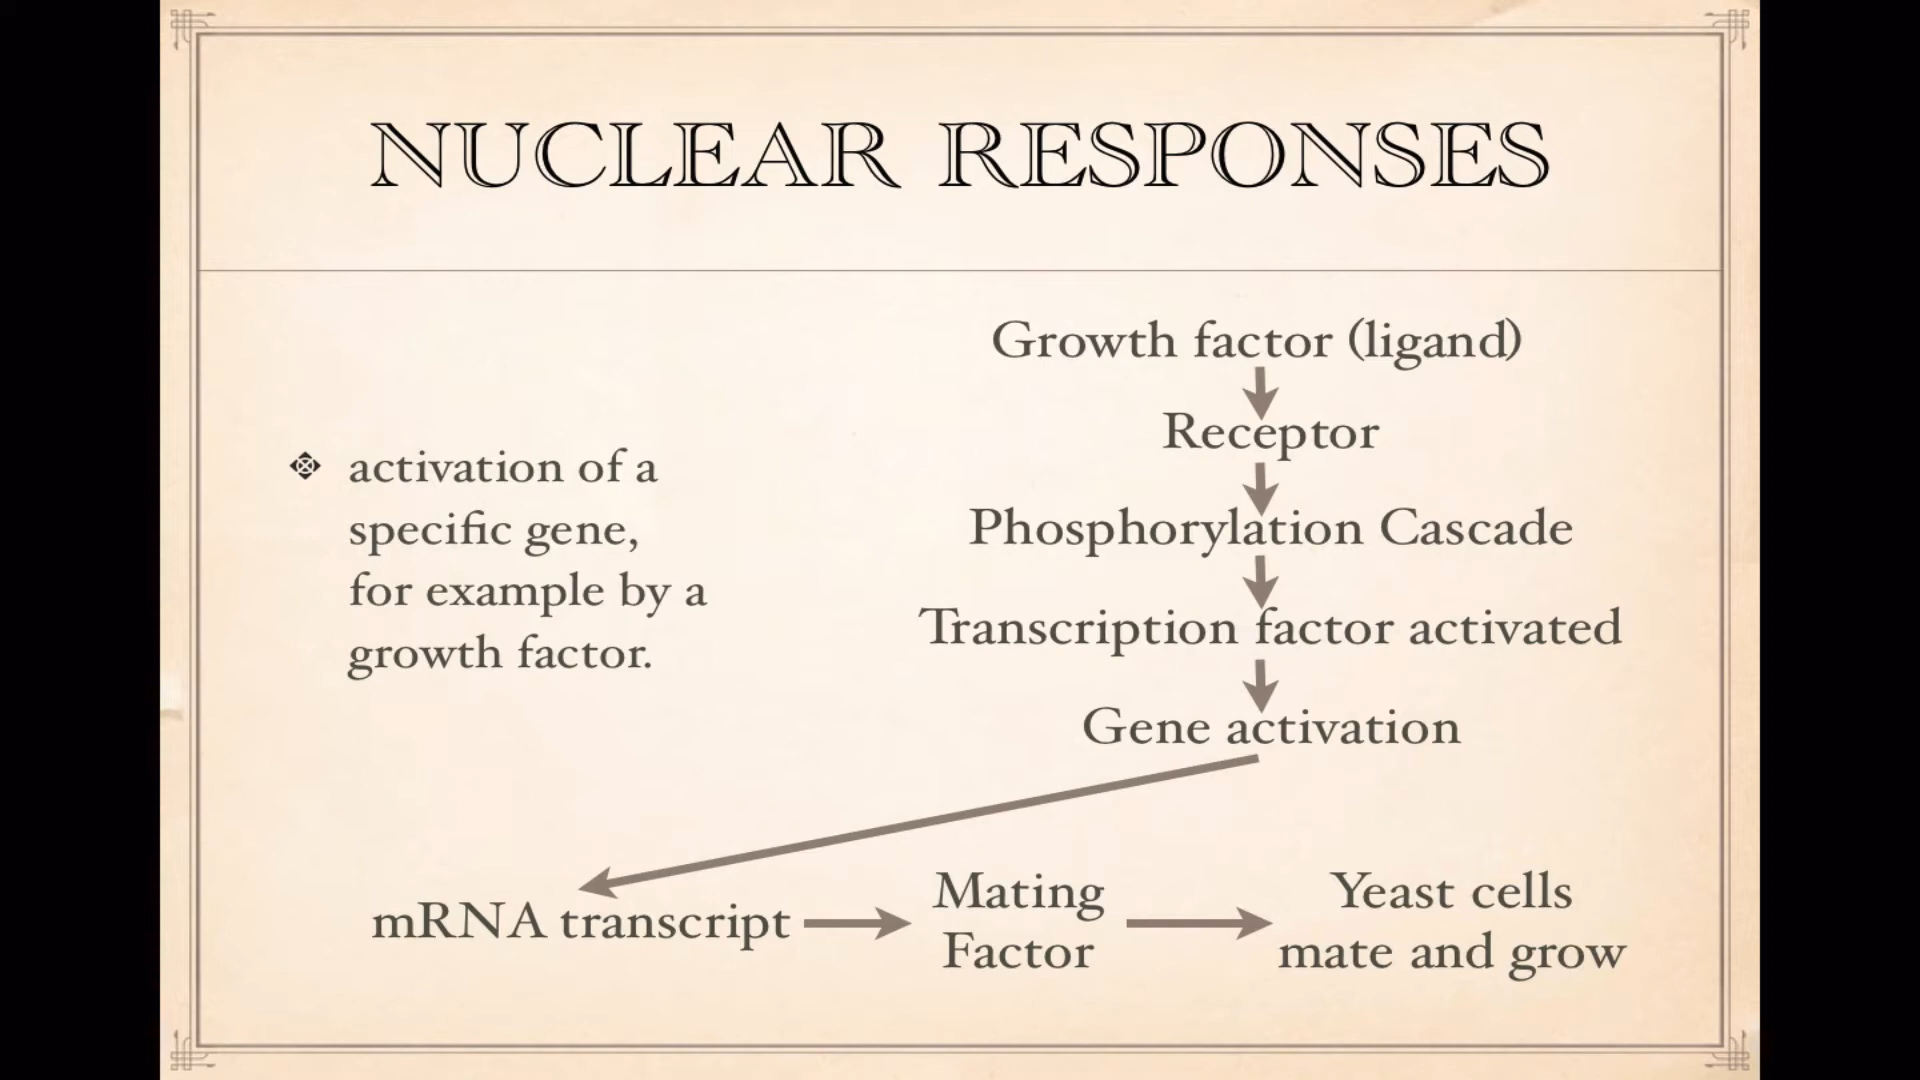 NUCLEAR RESPONSES
activation of a
specific gene,
for example by a
growth factor.
Growth factor (ligand)
Receptor
Phosphorylation Cascade
Transcription factor activated
Gene activation
mRNA transcript
Mating
Factor
Yeast cells
mate and grow